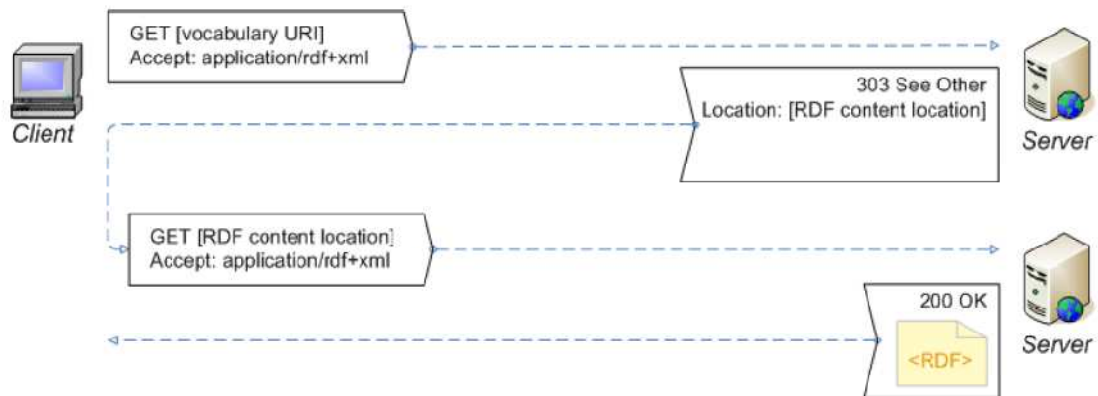 GET [vocabulary URI]
Accept: application/rdf+xml
303 See Other
Location: [RDF content location]
Client
Server
GET [RDF content location]
Accept: application/rdf+xml
200 OK
<RDF>
Server